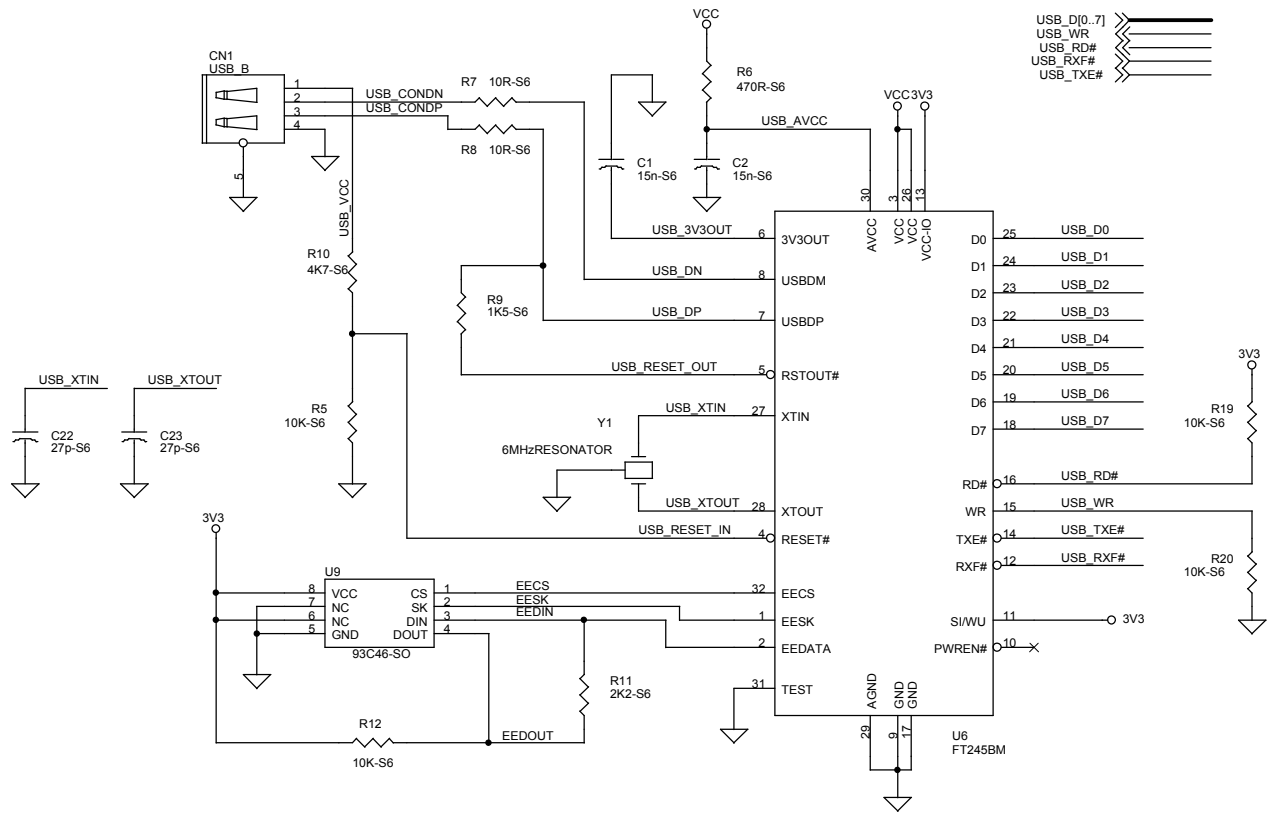 VCC
USB_D[0..7]
USB_WR
USB_RD#
USB_RXF#
USB_TXE#
CN1
USB_B
1
2
3
4
5
USB_CONDN
USB_CONDP
R7 10R-S6
R8 10R-S6
USB_VCC
R6
470R-S6
USB_AVCC
VCC 3V3
C1
15n-S6
C2
15n-S6
30
3
26
13
AVCC
VCC
VCC
VCC-IO
USB_3V3OUT 6 3V3OUT
USB_DN 8 USBDM
USB_DP 7 USBDP
USB_RESET_OUT 5 RSTOUT#
USB_XTIN 27 XTIN
USB_XTOUT 28 XTOUT
USB_RESET_IN 4 RESET#
32 EECS
1 EESK
2 EEDATA
31 TEST
D0 25 USB_D0
D1 24 USB_D1
D2 23 USB_D2
D3 22 USB_D3
D4 21 USB_D4
D5 20 USB_D5
D6 19 USB_D6
D7 18 USB_D7
RD# 16 USB_RD#
WR 15 USB_WR
TXE# 14 USB_TXE#
RXF# 12 USB_RXF#
SI/WU 11 3V3
PWREN# 10
AGND
GND
GND
29
9
17
U6
FT245BM
3V3
R19
10K-S6
R20
10K-S6
R10
4K7-S6
R9
1K5-S6
R5
10K-S6
Y1
6MHzRESONATOR
USB_XTIN
USB_XTOUT
C22
27p-S6
C23
27p-S6
3V3
U9
8 VCC CS 1 EECS
7 NC SK 2 EESK
6 NC DIN 3 EEDIN
5 GND DOUT 4
93C46-SO
R11
2K2-S6
R12
10K-S6
EEDOUT